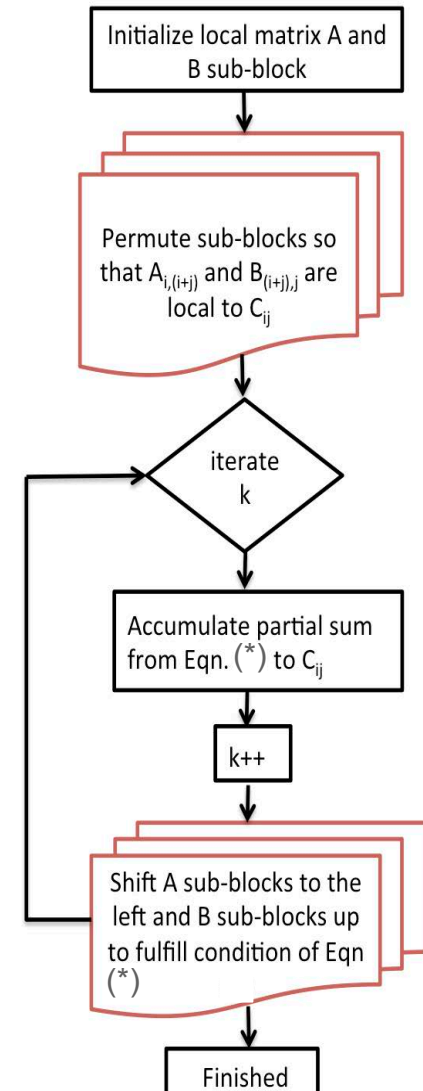 Initialize local matrix A and
B sub-block
Permute sub-blocks so
that A_{i,(i+j)} and B_{(i+j),j} are
local to C_{ij}
iterate
k
Accumulate partial sum
from Eqn. (*) to C_{ij}
k++
Shift A sub-blocks to the
left and B sub-blocks up
to fulfill condition of Eqn
(*)
Finished